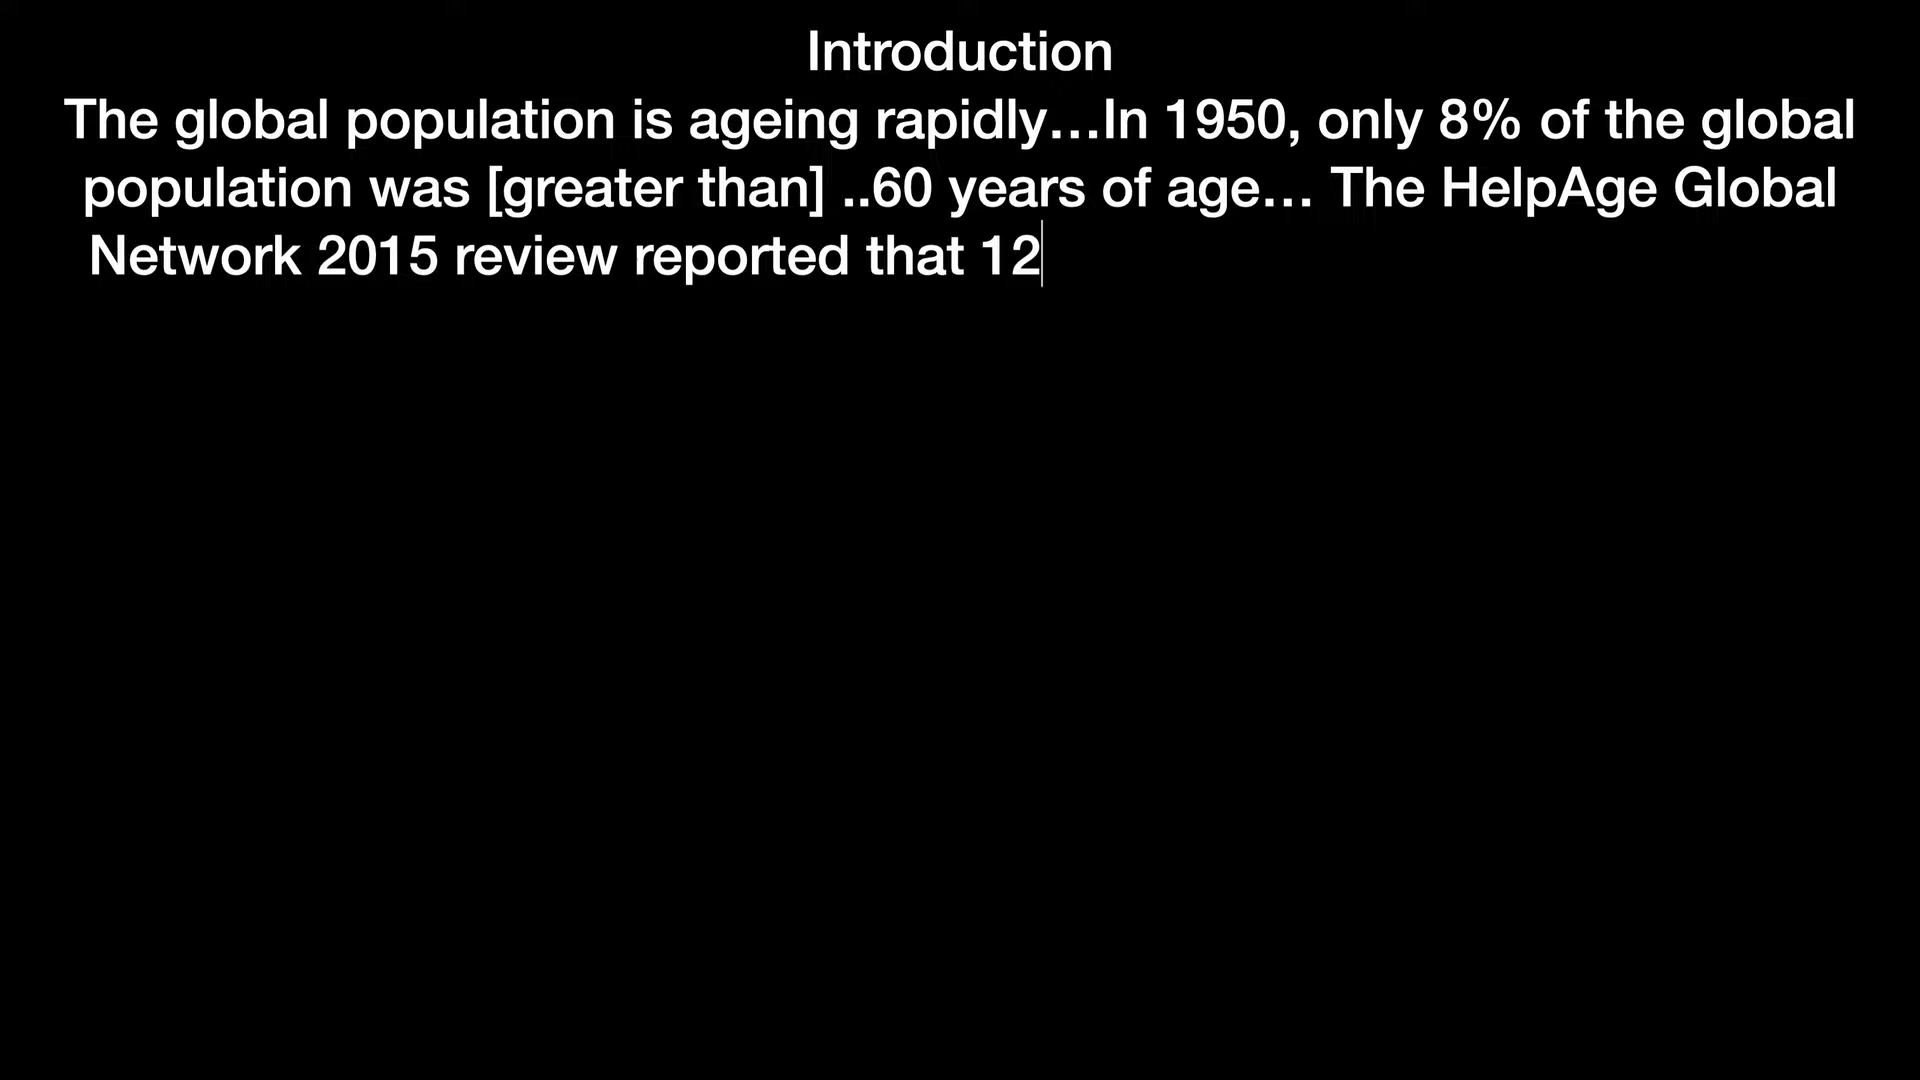 Introduction
The global population is ageing rapidly…In 1950, only 8% of the global
population was [greater than] ..60 years of age… The HelpAge Global
Network 2015 review reported that 12